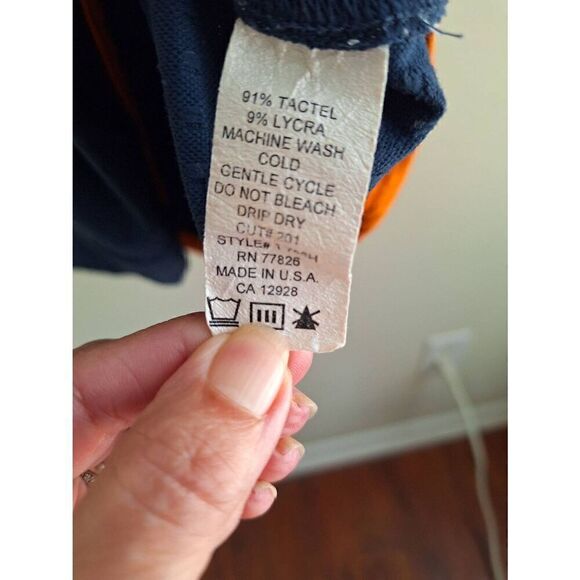 91% TACTEL
9% LYCRA
MACHINE WASH
COLD
GENTLE CYCLE
DO NOT BLEACH
DRIP DRY
CUT# 201
STYLE#
RN 77826
MADE IN U.S.A.
CA 12928